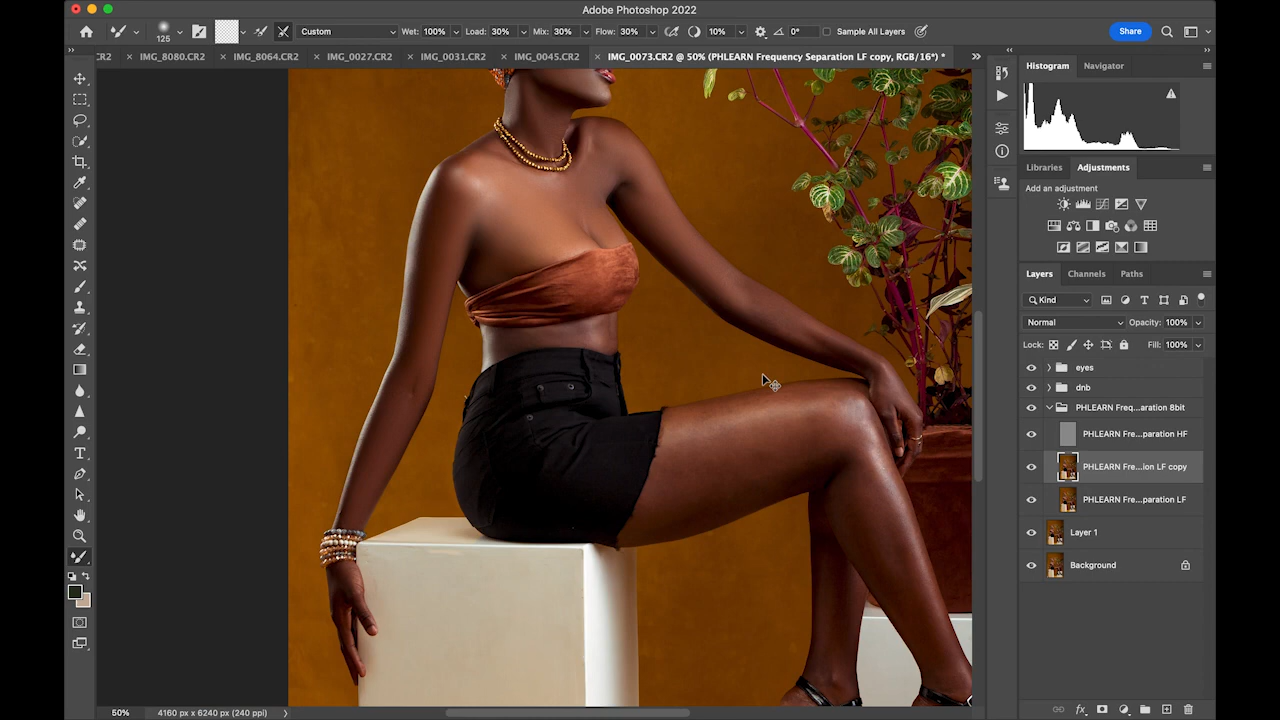 Adobe Photoshop 2022
125 Custom Wet: 100% Load: 30% Mix: 30% Flow: 30% 10% 0° Sample All Layers Share
CR2 × IMG_8080.CR2 × IMG_8064.CR2 × IMG_0027.CR2 × IMG_0031.CR2 × IMG_0045.CR2 × IMG_0073.CR2 @ 50% (PHLEARN Frequency Separation LF copy, RGB/16*) *
Histogram Navigator
Libraries Adjustments
Add an adjustment
Layers Channels Paths
Kind
Normal Opacity: 100%
Lock: Fill: 100%
eyes
dnb
PHLEARN Freq...aration 8bit
PHLEARN Fre...paration HF
PHLEARN Fre...ion LF copy
PHLEARN Fre...paration LF
Layer 1
Background
50% 4160 px x 6240 px (240 ppi)